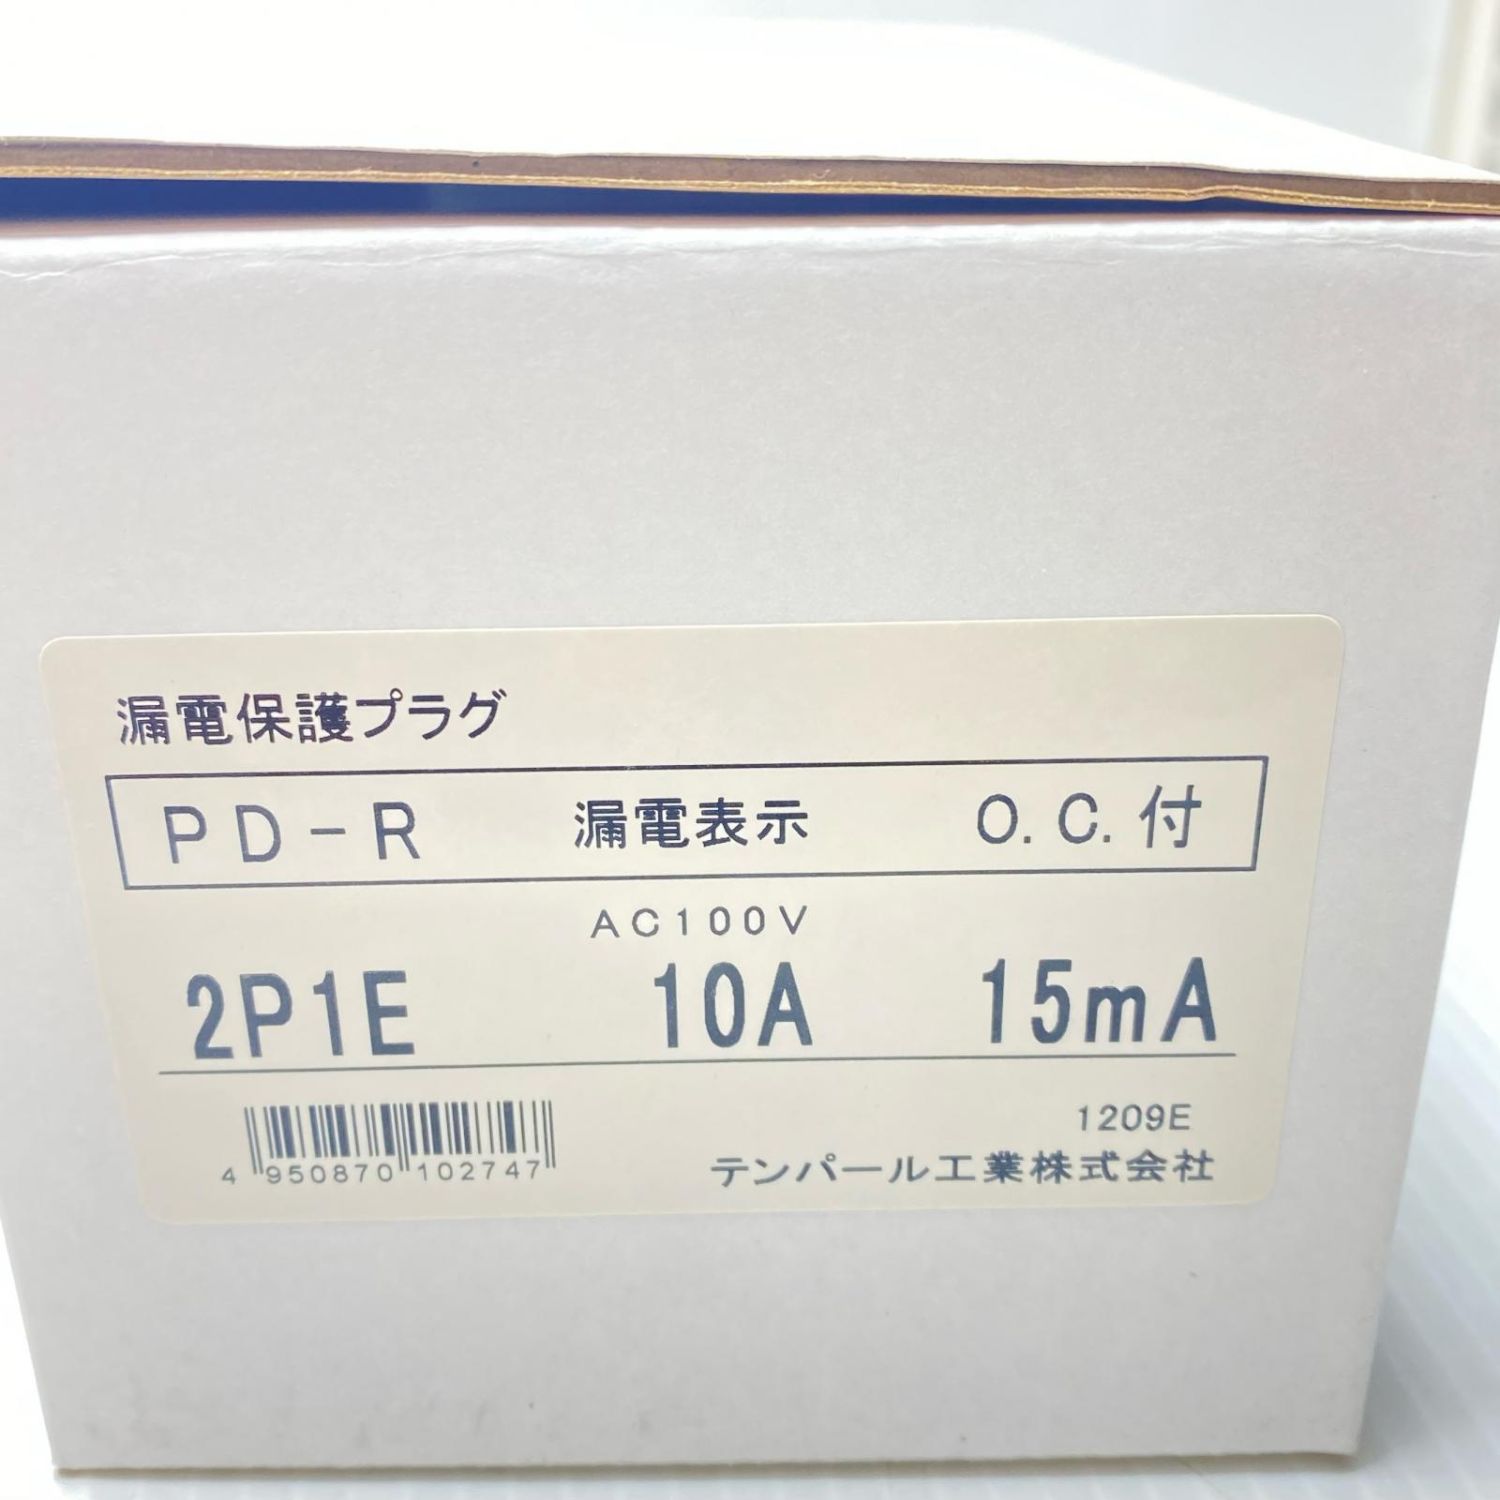 漏電保護プラグ
PD-R 漏電表示 O.C.付
AC100V
2P1E 10A 15mA
1209E
4 950870 102747
テンパール工業株式会社